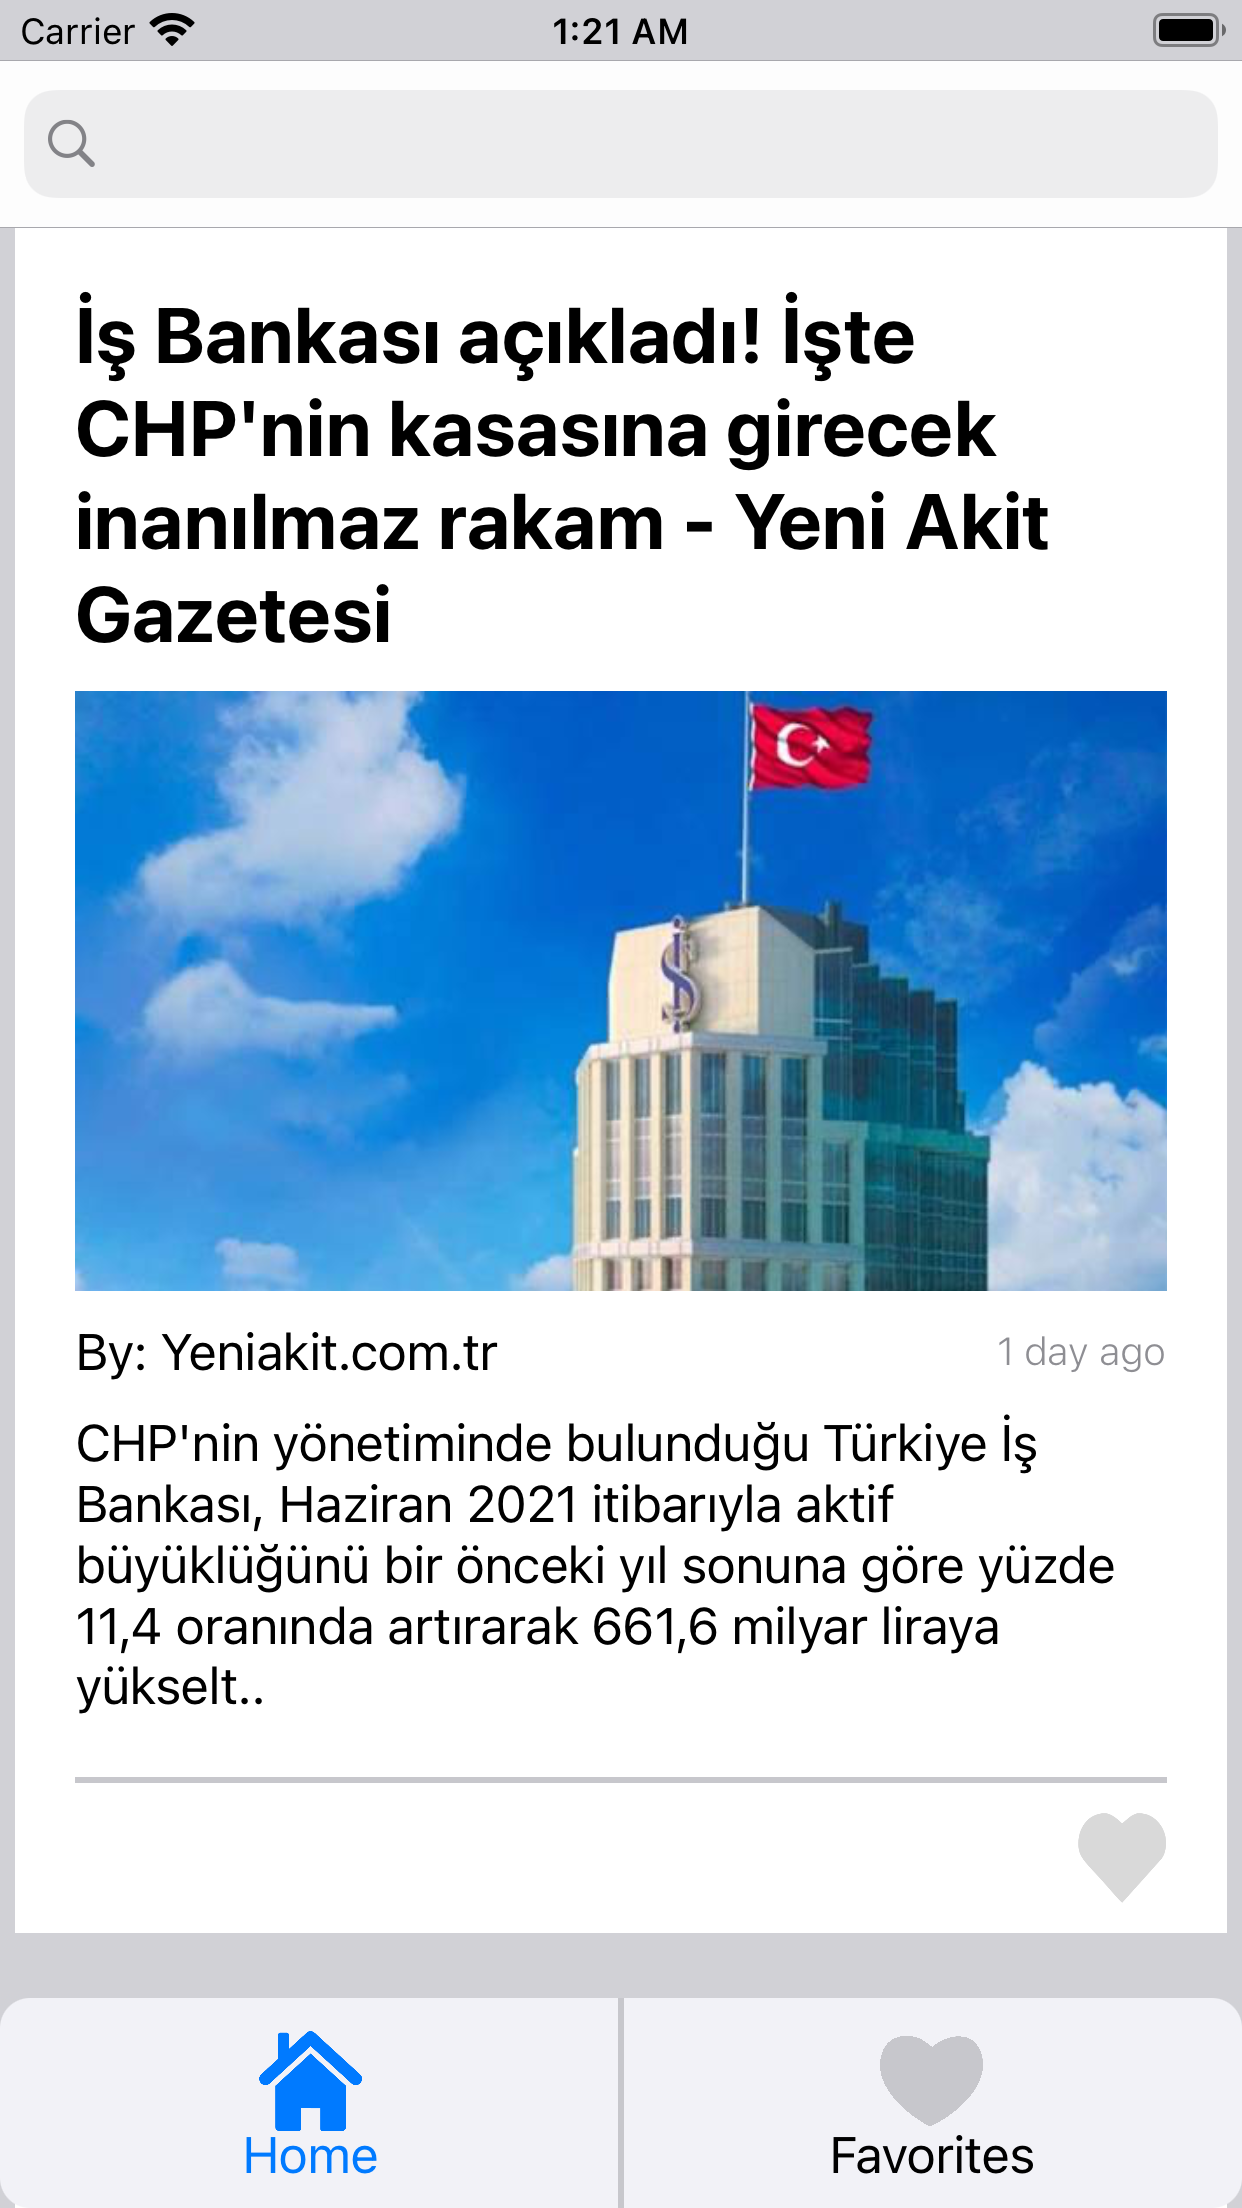 Carrier
1:21 AM
İş Bankası açıkladı! İşte
CHP'nin kasasına girecek
inanılmaz rakam - Yeni Akit
Gazetesi
By: Yeniakit.com.tr
1 day ago
CHP'nin yönetiminde bulunduğu Türkiye İş
Bankası, Haziran 2021 itibarıyla aktif
büyüklüğünü bir önceki yıl sonuna göre yüzde
11,4 oranında artırarak 661,6 milyar liraya
yükselt..
Home
Favorites